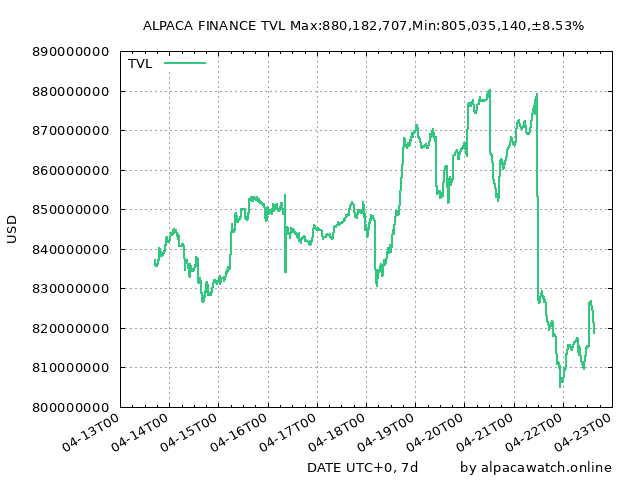 ALPACA FINANCE TVL Max:880,182,707,Min:805,035,140,±8.53%
890000000
TVL
880000000
870000000
860000000
850000000
USD
840000000
830000000
820000000
810000000
800000000
04-13T00
04-14T00
04-15T00
04-16T00
04-17T00
04-18T00
04-19T00
04-20T00
04-21T00
04-22T00
04-23T00
DATE UTC+0, 7d
by alpacawatch.online